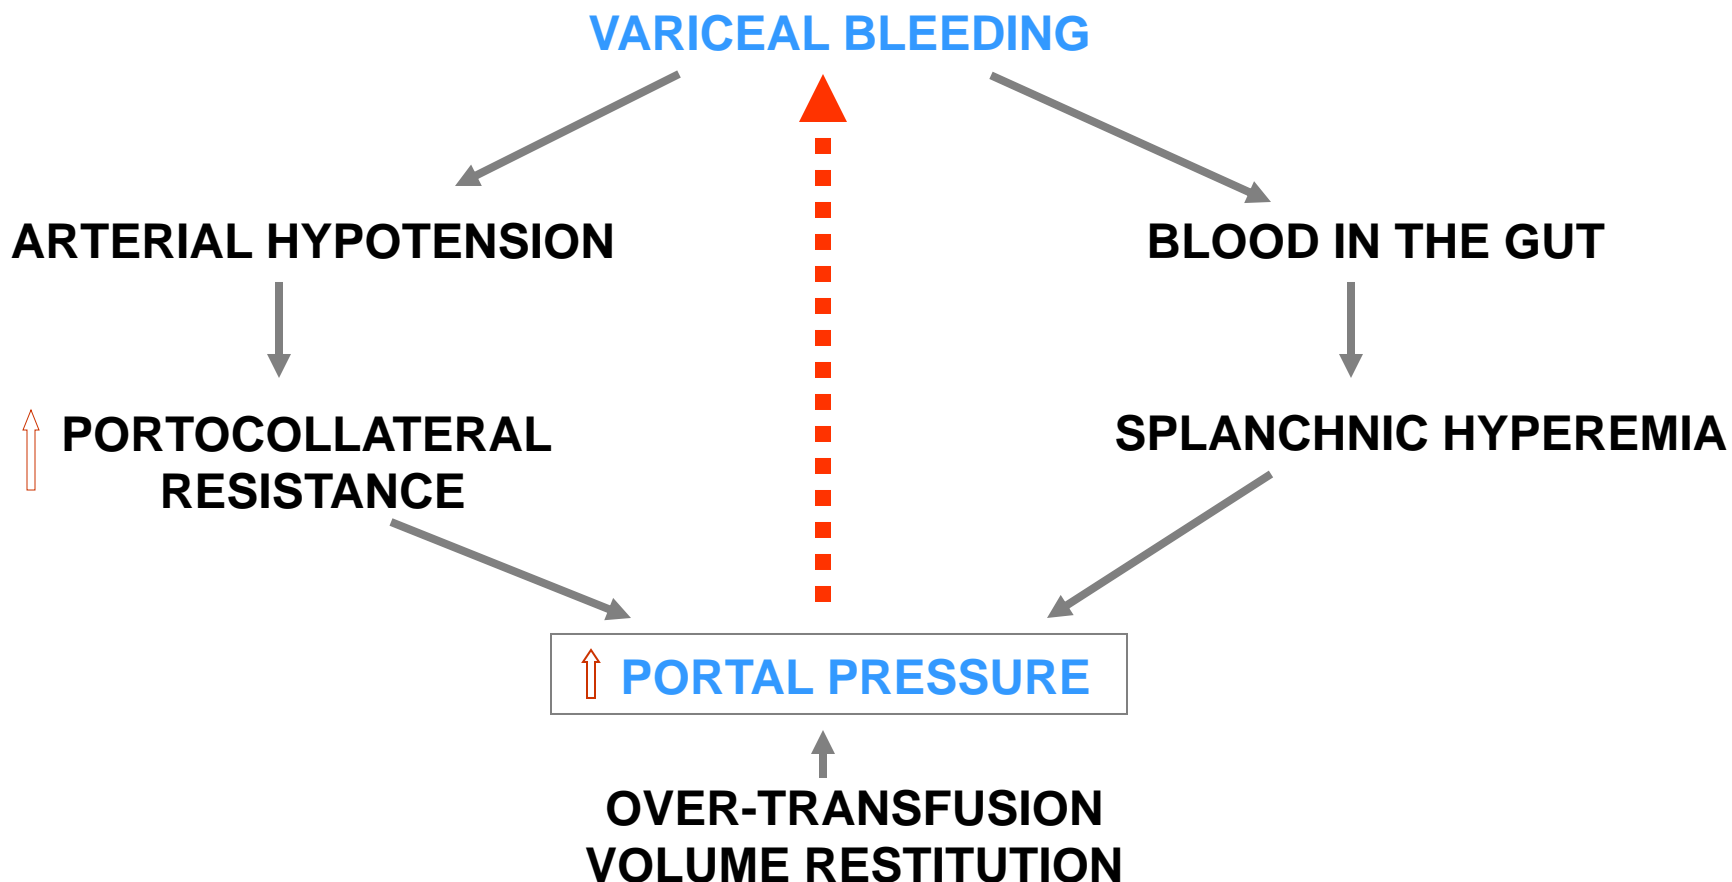 VARICEAL BLEEDING
ARTERIAL HYPOTENSION
BLOOD IN THE GUT
PORTOCOLLATERAL
RESISTANCE
SPLANCHNIC HYPEREMIA
PORTAL PRESSURE
OVER-TRANSFUSION
VOLUME RESTITUTION